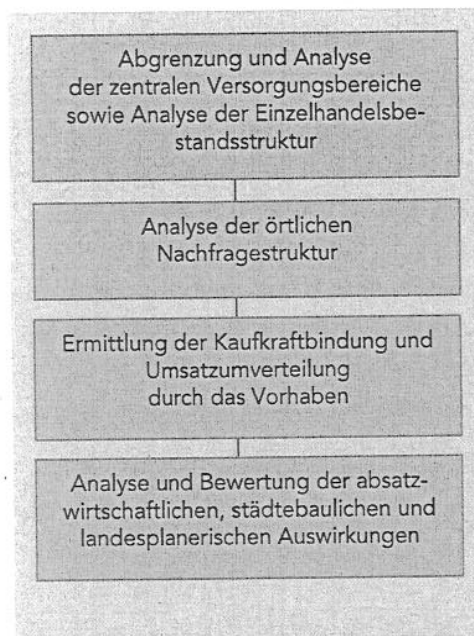 Abgrenzung und Analyse
der zentralen Versorgungsbereiche
sowie Analyse der Einzelhandelsbe-
standsstruktur
Analyse der örtlichen
Nachfragestruktur
Ermittlung der Kaufkraftbindung und
Umsatzumverteilung
durch das Vorhaben
Analyse und Bewertung der absatz-
wirtschaftlichen, städtebaulichen und
landesplanerischen Auswirkungen